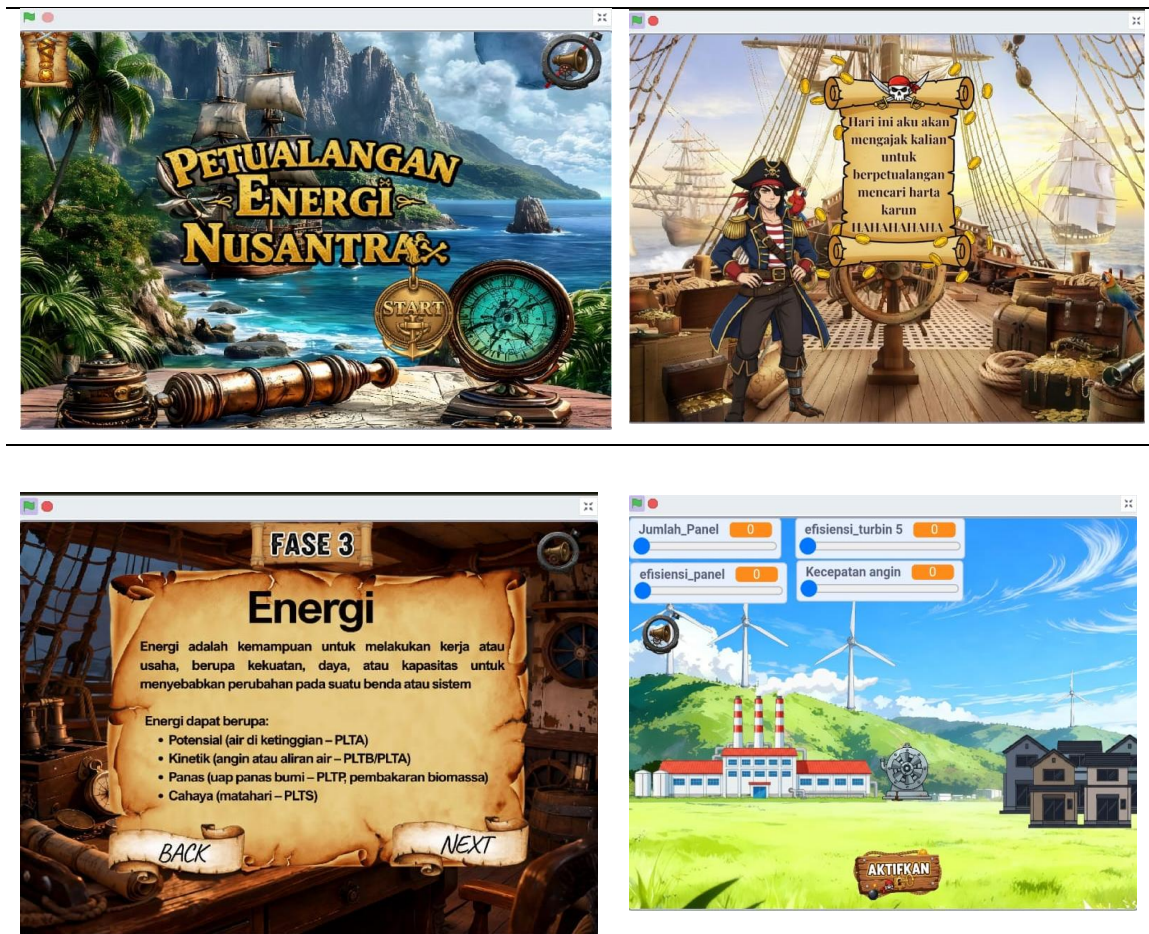 PETUALANGAN
ENERGI
NUSANTRA
START
Hari ini aku akan
mengajak kalian
untuk
berpetualangan
mencari harta
karun
HAHAHAHAHA
FASE 3
Energi
Energi adalah kemampuan untuk melakukan kerja atau
usaha, berupa kekuatan, daya, atau kapasitas untuk
menyebabkan perubahan pada suatu benda atau sistem
Energi dapat berupa:
• Potensial (air di ketinggian – PLTA)
• Kinetik (angin atau aliran air – PLTB/PLTA)
• Panas (uap panas bumi – PLTP, pembakaran biomassa)
• Cahaya (matahari – PLTS)
BACK
NEXT
Jumlah_Panel 0
efisiensi_turbin 5 0
efisiensi_panel 0
Kecepatan angin 0
AKTIFKAN